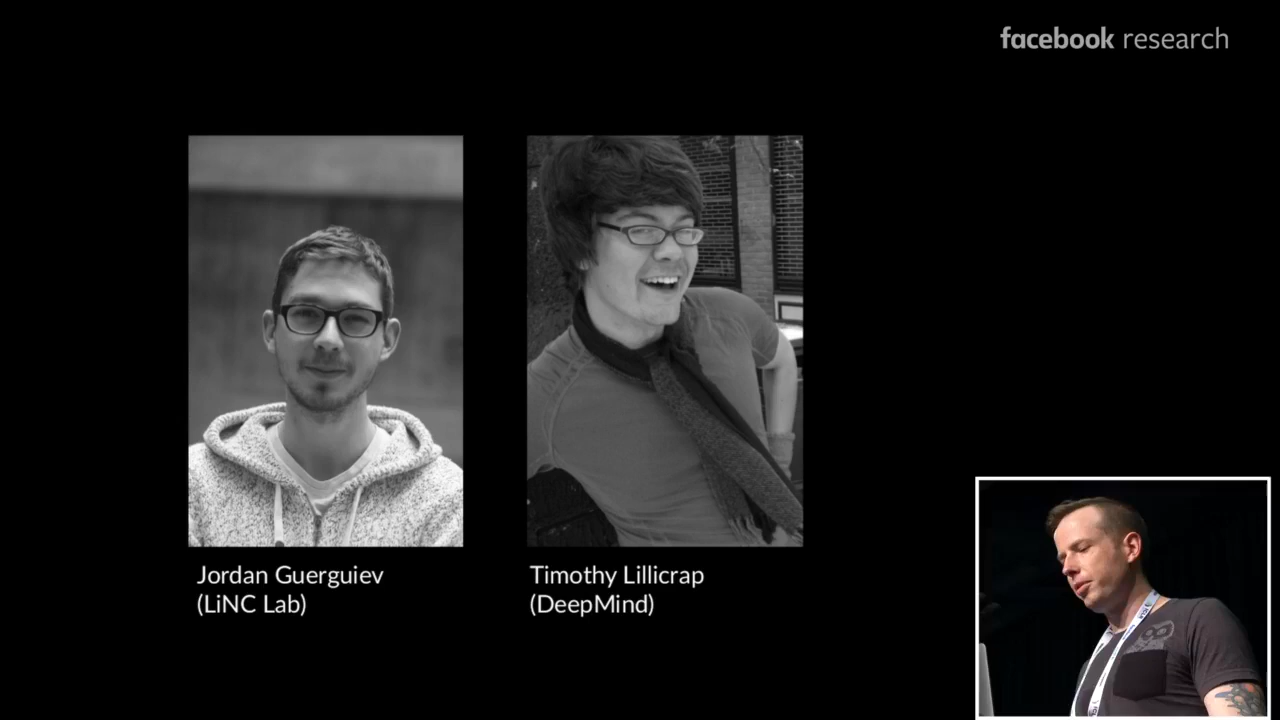 facebook research
Jordan Guerguiev
(LiNC Lab)
Timothy Lillicrap
(DeepMind)